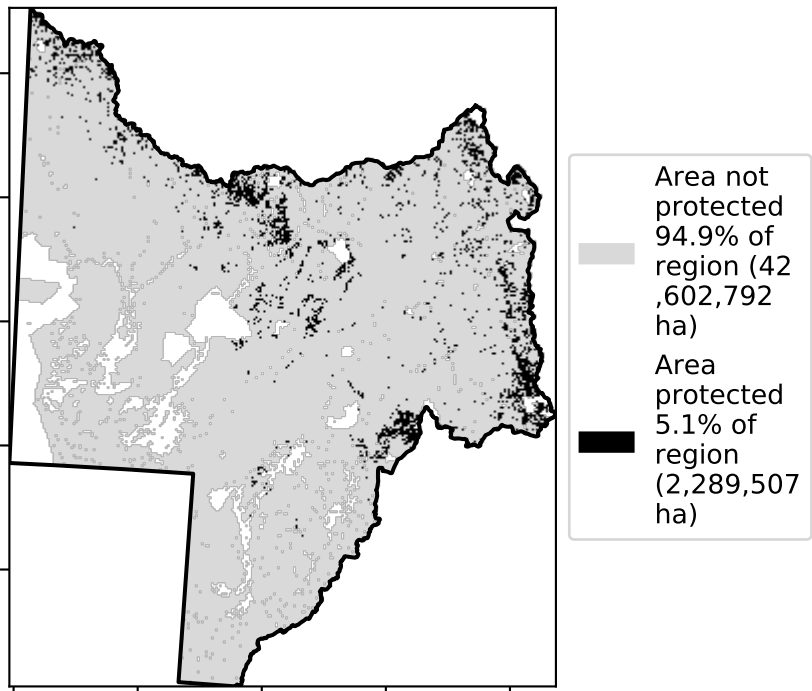 Area not
protected
94.9% of
region (42
,602,792
ha)
Area
protected
5.1% of
region
(2,289,507
ha)